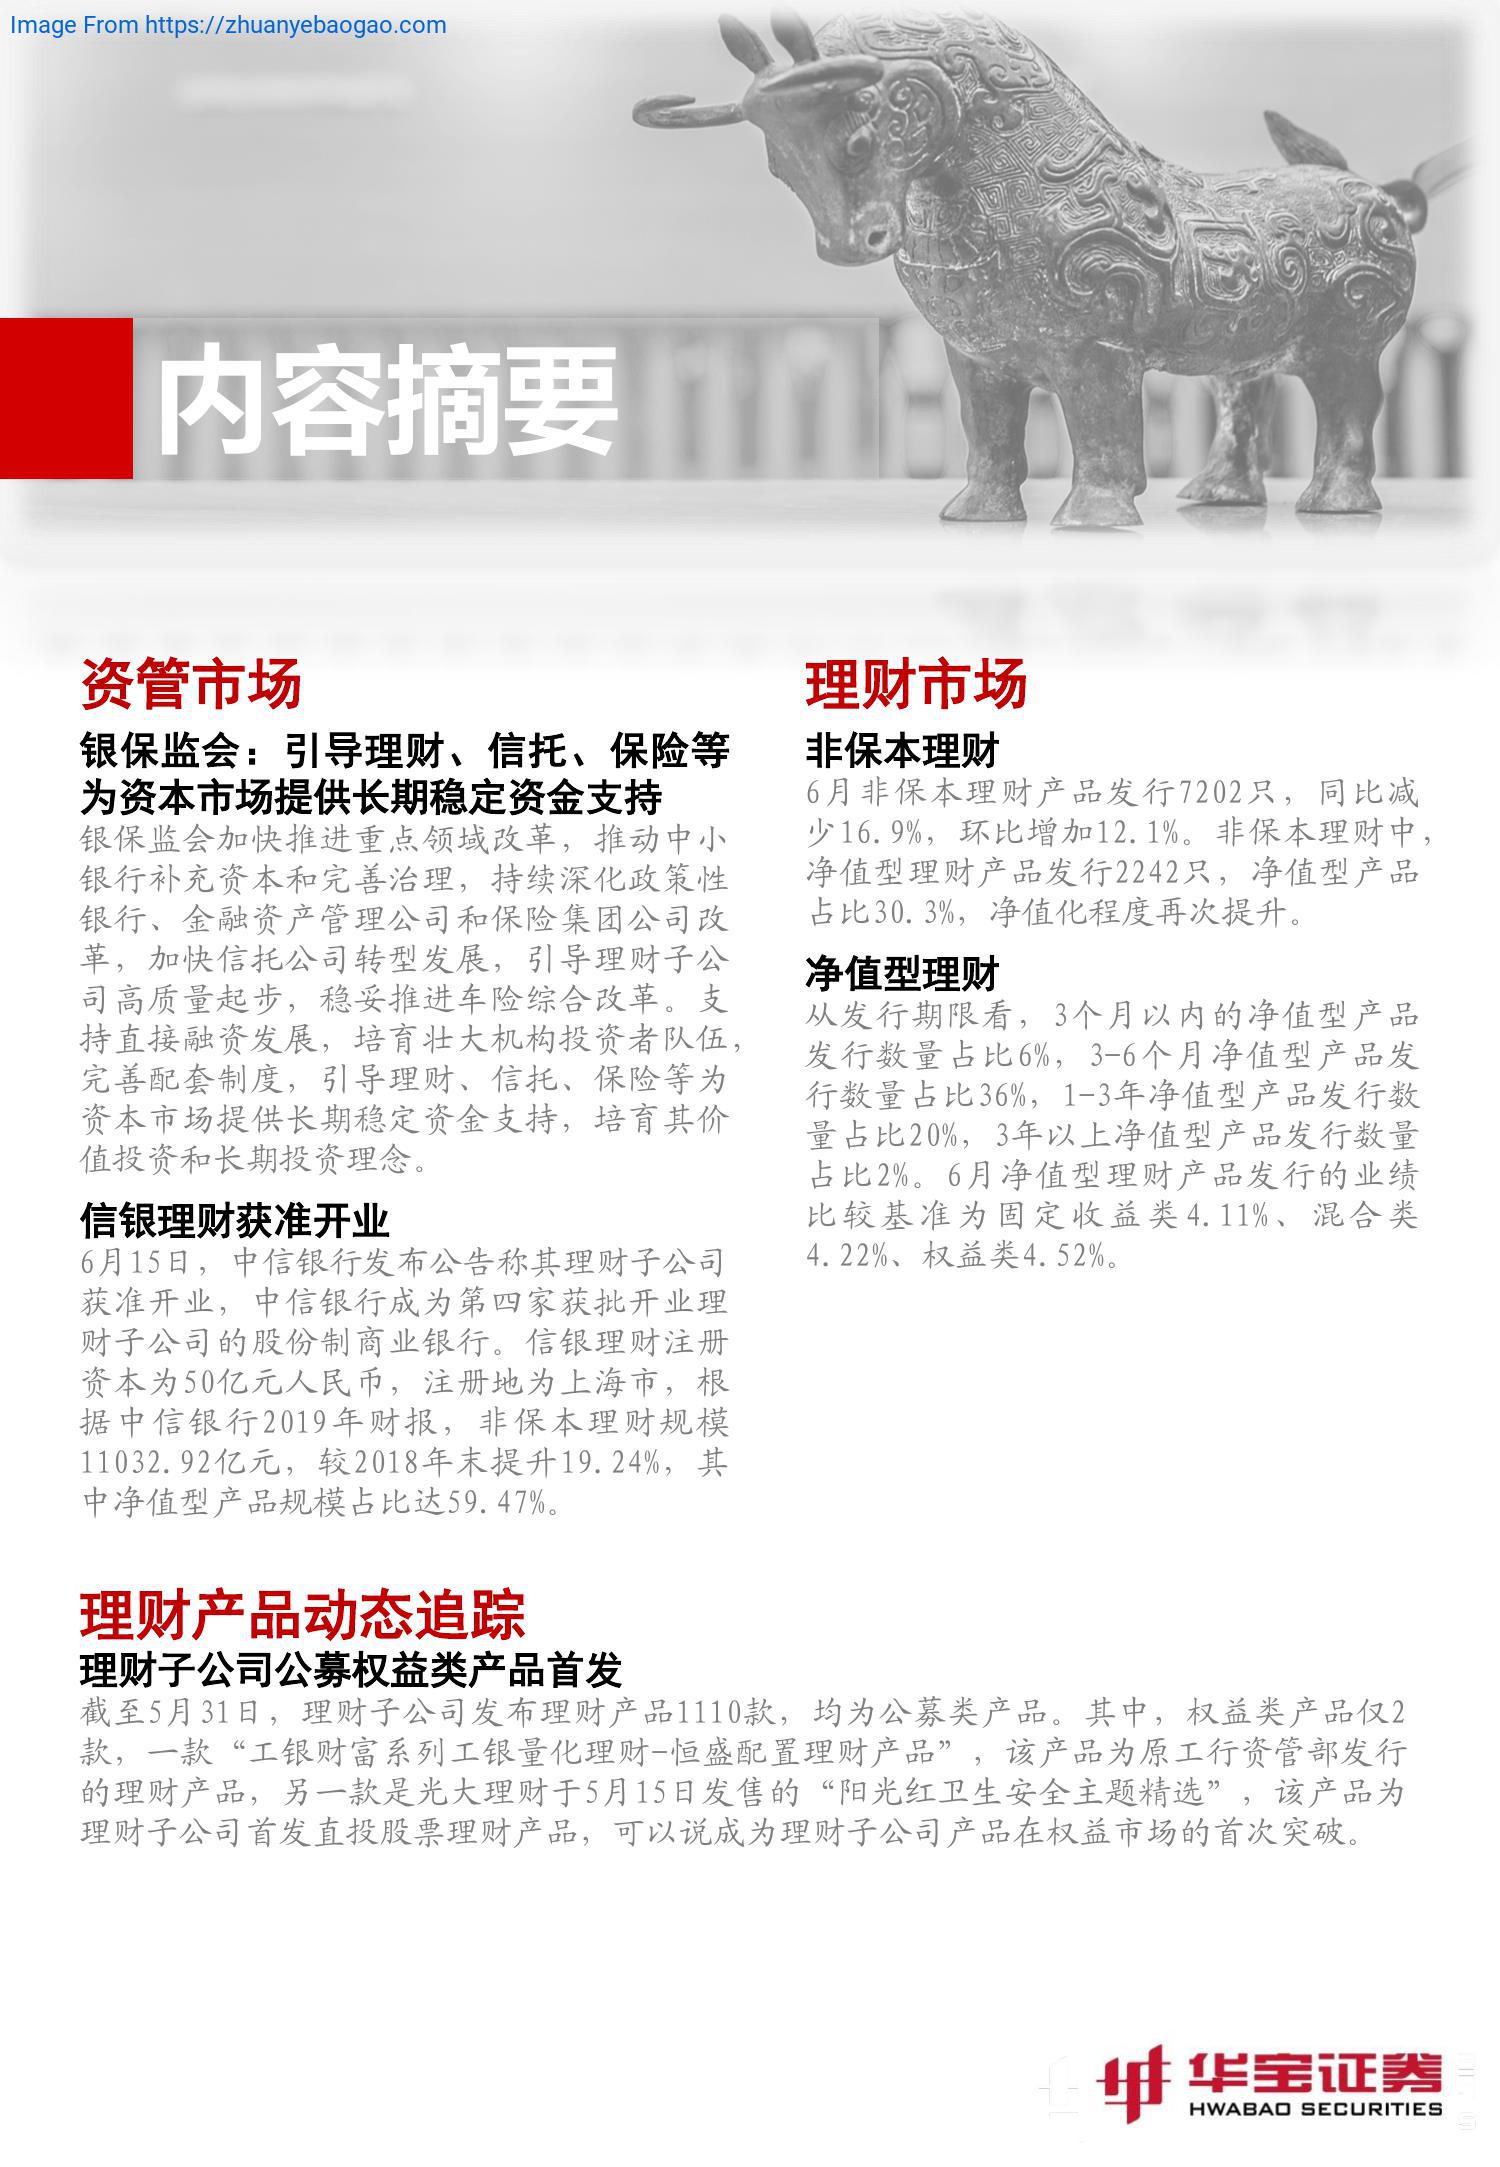 Image From https://zhuanyebaogao.com
内容摘要
资管市场
银保监会：引导理财、信托、保险等
为资本市场提供长期稳定资金支持
银保监会加快推进重点领域改革，推动中小
银行补充资本和完善治理，持续深化政策性
银行、金融资产管理公司和保险集团公司改
革，加快信托公司转型发展，引导理财子公
司高质量起步，稳妥推进车险综合改革。支
持直接融资发展，培育壮大机构投资者队伍，
完善配套制度，引导理财、信托、保险等为
资本市场提供长期稳定资金支持，培育其价
值投资和长期投资理念。
信银理财获准开业
6月15日，中信银行发布公告称其理财子公司
获准开业，中信银行成为第四家获批开业理
财子公司的股份制商业银行。信银理财注册
资本为50亿元人民币，注册地为上海市，根
据中信银行2019年财报，非保本理财规模
11032.92亿元，较2018年末提升19.24%，其
中净值型产品规模占比达59.47%。
理财市场
非保本理财
6月非保本理财产品发行7202只，同比减
少16.9%，环比增加12.1%。非保本理财中，
净值型理财产品发行2242只，净值型产品
占比30.3%，净值化程度再次提升。
净值型理财
从发行期限看，3个月以内的净值型产品
发行数量占比6%，3-6个月净值型产品发
行数量占比36%，1-3年净值型产品发行数
量占比20%，3年以上净值型产品发行数量
占比2%。6月净值型理财产品发行的业绩
比较基准为固定收益类4.11%、混合类
4.22%、权益类4.52%。
理财产品动态追踪
理财子公司公募权益类产品首发
截至5月31日，理财子公司发布理财产品1110款，均为公募类产品。其中，权益类产品仅2
款，一款“工银财富系列工银量化理财-恒盛配置理财产品”，该产品为原工行资管部发行
的理财产品，另一款是光大理财于5月15日发售的“阳光红卫生安全主题精选”，该产品为
理财子公司首发直投股票理财产品，可以说成为理财子公司产品在权益市场的首次突破。
华宝证券
HWABAO SECURITIES